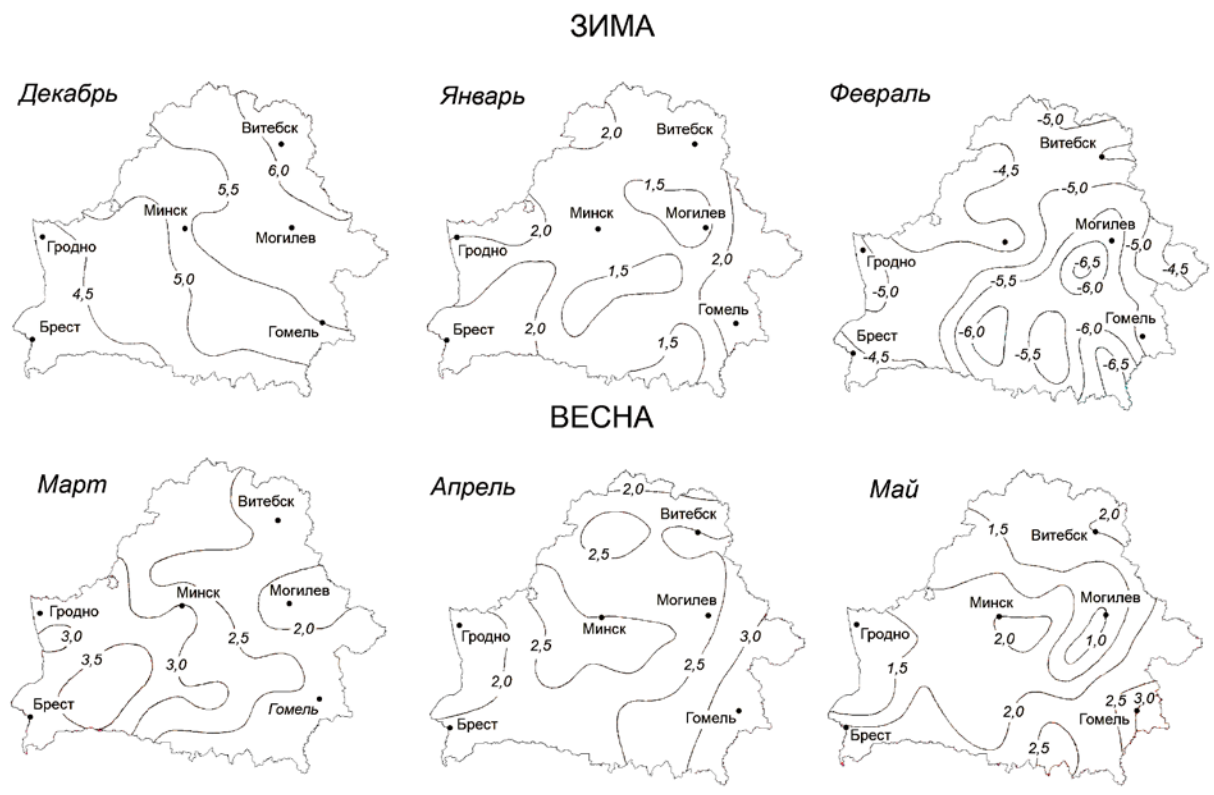 ЗИМА
Декабрь
Витебск
6,0
5,5
Минск
Могилев
Гродно
5,0
4,5
Брест
Гомель
Январь
2,0
Витебск
1,5
Минск
Могилев
2,0
Гродно
2,0
1,5
Гомель
Брест
2,0
1,5
Февраль
-5,0
Витебск
-4,5
-5,0
Могилев
-5,0
Гродно
-6,5
-4,5
-5,5
-6,0
-5,0
Гомель
Брест
-6,0
-6,0
-5,5
-4,5
-6,5
ВЕСНА
Март
Витебск
Минск
Могилев
Гродно
2,0
3,0
2,5
3,5
3,0
Брест
Гомель
Апрель
2,0
Витебск
2,5
Могилев
Минск
Гродно
3,0
2,5
2,5
2,0
Гомель
Брест
Май
2,0
1,5
Витебск
Минск
Могилев
Гродно
2,0
1,0
1,5
2,5
3,0
2,0
Гомель
Брест
2,5